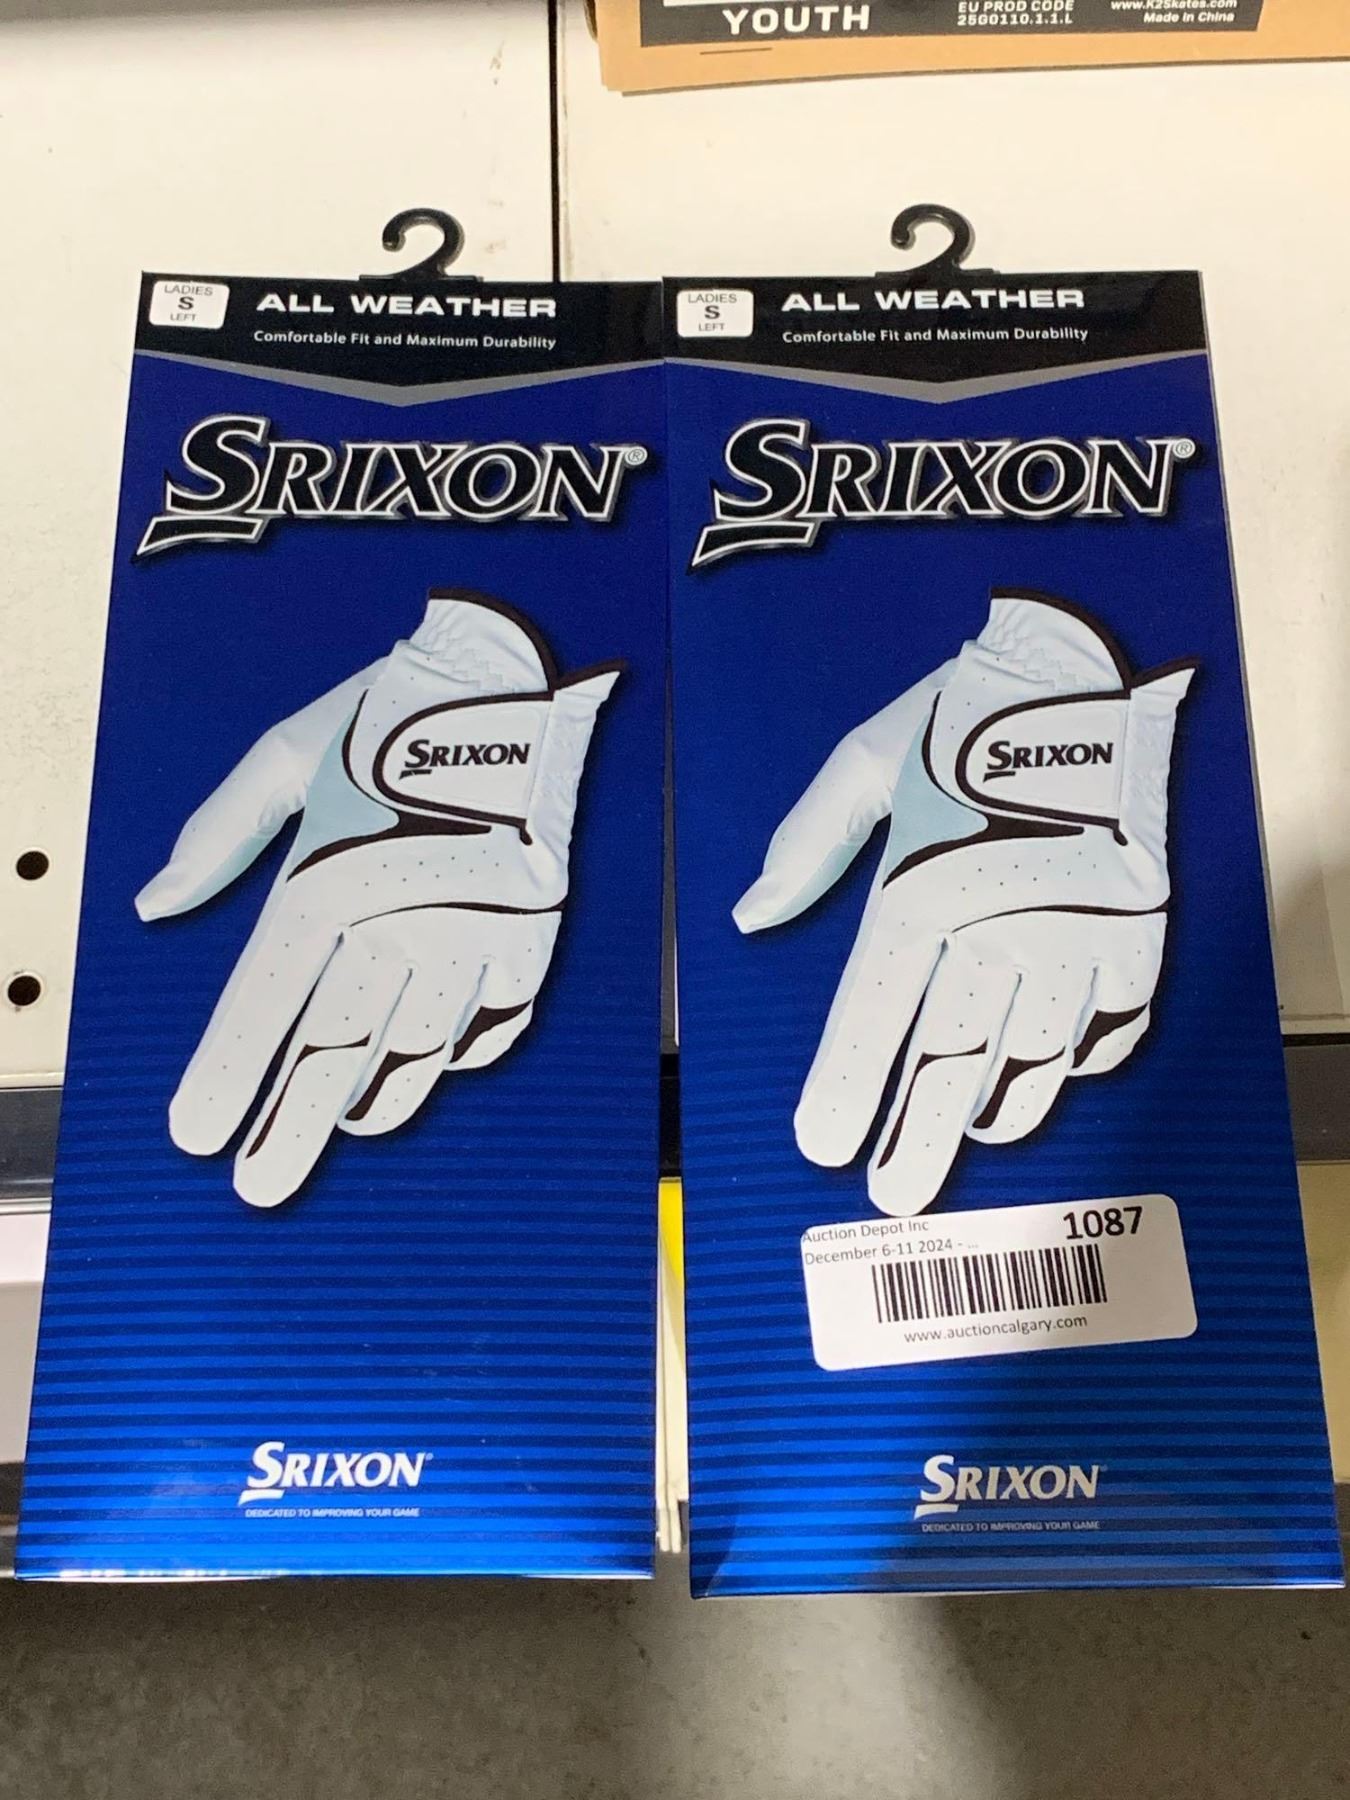 YOUTH
EU PROD CODE
25G0110.1.1.L
www.K2Skates.com
Made in China
LADIES
S
LEFT
ALL WEATHER
Comfortable Fit and Maximum Durability
SRIXON®
SRIXON
SRIXON
DEDICATED TO IMPROVING YOUR GAME
LADIES
S
LEFT
ALL WEATHER
Comfortable Fit and Maximum Durability
SRIXON®
SRIXON
Auction Depot Inc
1087
December 6-11 2024 - ...
www.auctioncalgary.com
SRIXON
DEDICATED TO IMPROVING YOUR GAME